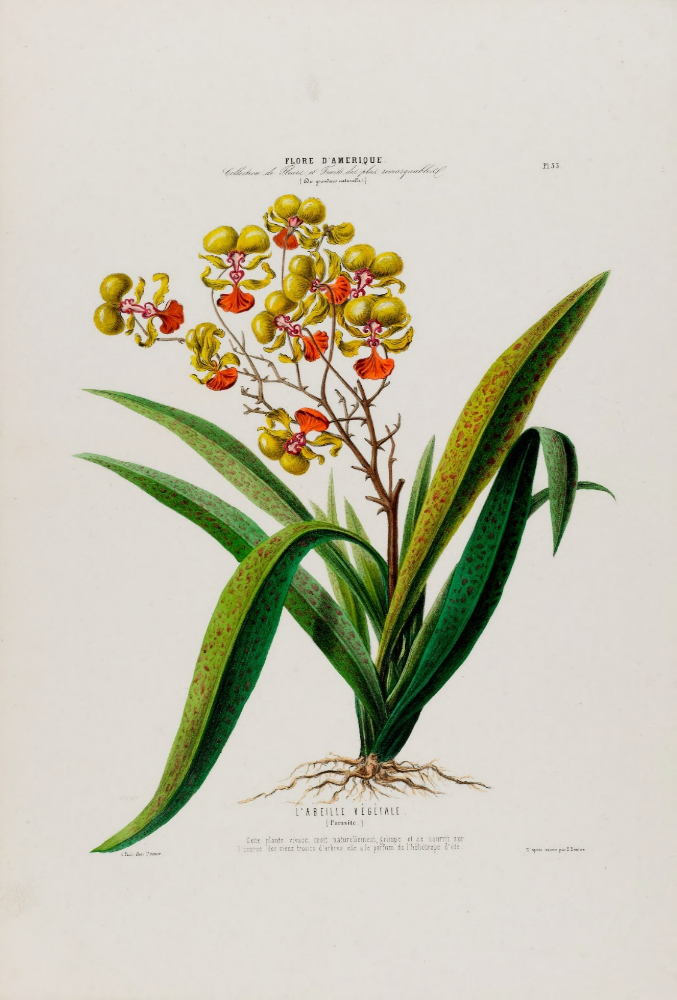 FLORE D'AMERIQUE.
Pl. 53
Collection de Fleurs et Fruits des plus remarquables
( De grandeur naturelle. )
L'ABEILLE VÉGÉTALE.
( Parasite. )
Cette plante vivace, croit naturellement, grimpe et se nourrit sur
l'écorce des vieux troncs d'arbres elle a le parfum de l'héliotrope d'été.
à Paris chez l'auteur
D'après nature par E. Denisse